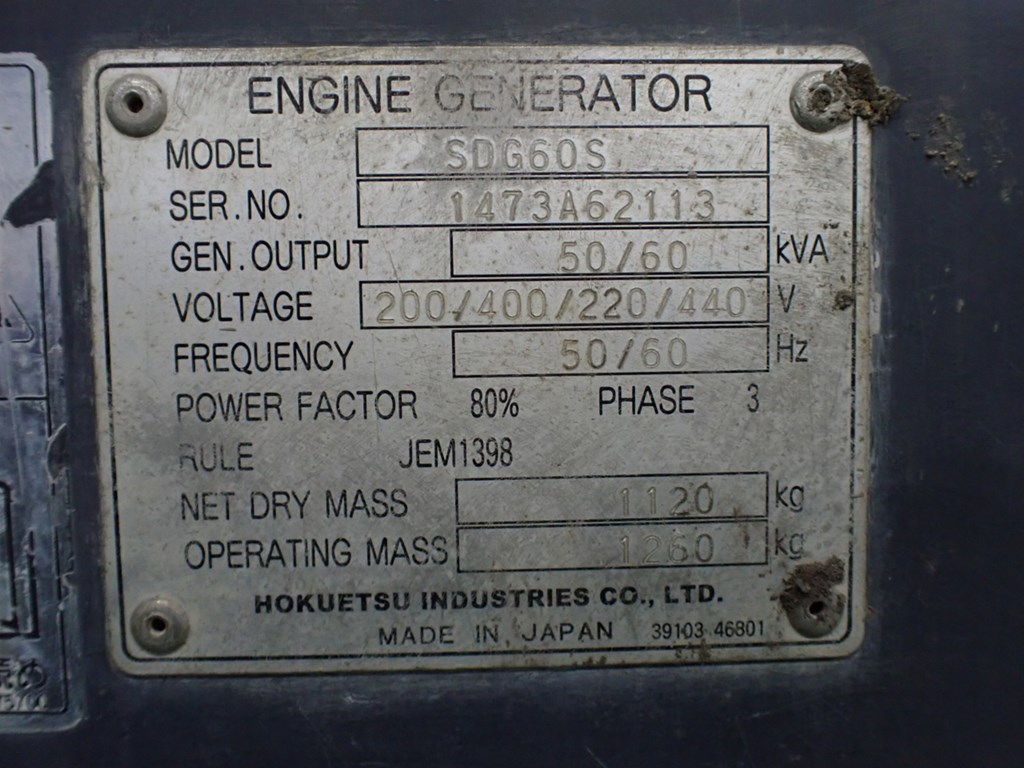 ENGINE GENERATOR
MODEL SDG60S
SER.NO. 1473A62113
GEN.OUTPUT 50/60 kVA
VOLTAGE 200/400/220/440 V
FREQUENCY 50/60 Hz
POWER FACTOR 80% PHASE 3
RULE JEM1398
NET DRY MASS 1120 kg
OPERATING MASS 1260 kg
HOKUETSU INDUSTRIES CO., LTD.
MADE IN JAPAN 39103 46801